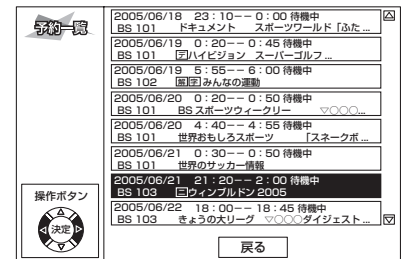 予約一覧
2005/06/18 23:10−−0:00 待機中
BS 101 ドキュメント スポーツワールド「ふた...
2005/06/19 0:20−−0:45 待機中
BS 101 ハイビジョン スーパーゴルフ...
2005/06/19 5:55−−6:00 待機中
BS 102 みんなの運動
2005/06/20 0:20−−0:50 待機中
BS 101 BSスポーツウィークリー ▽○○○...
2005/06/20 4:40−−4:55 待機中
BS 101 世界おもしろスポーツ 「スネークボ...
2005/06/21 0:30−−0:50 待機中
BS 101 世界のサッカー情報
2005/06/21 21:20−−2:00 待機中
BS 103 ウィンブルドン2005
2005/06/22 18:00−−18:45 待機中
BS 103 きょうの大リーグ ▽○○○ダイジェスト...
操作ボタン
決定
戻る